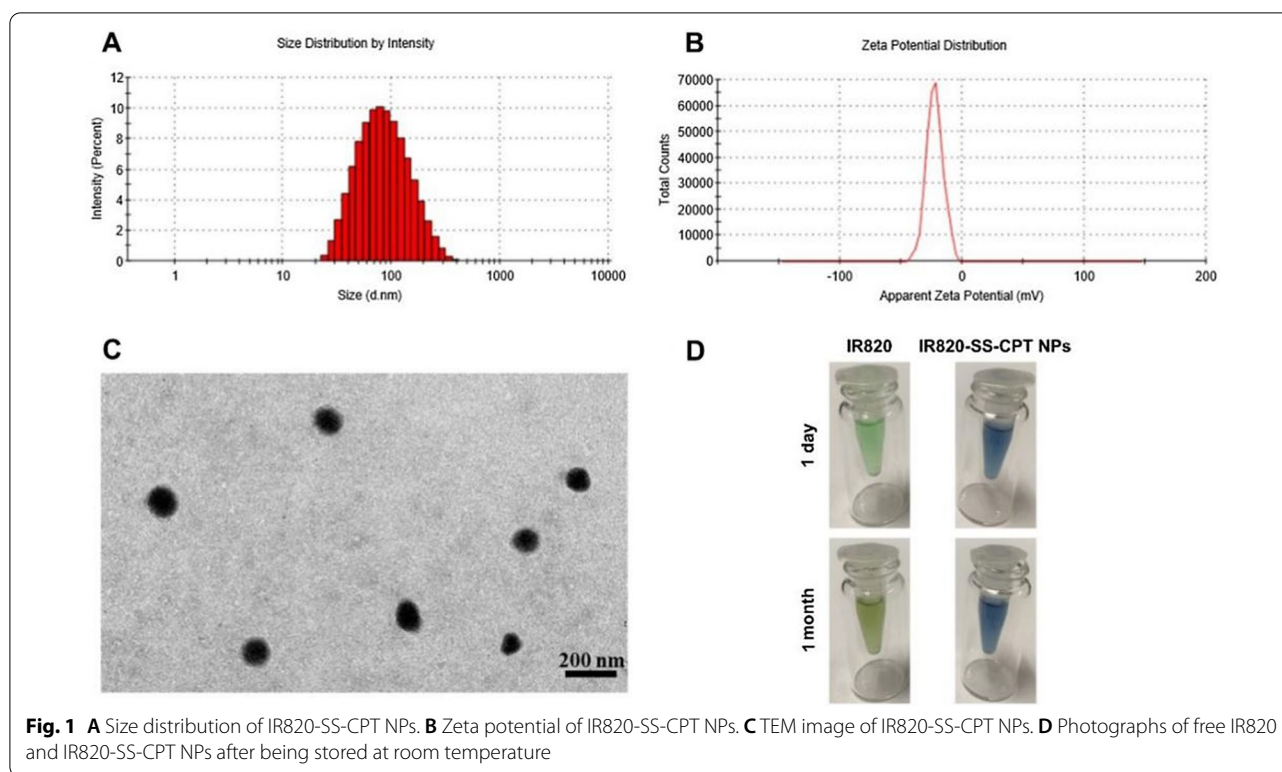 A
Size Distribution by Intensity
12
10
8
6
4
2
0
Intensity (Percent)
1
10
100
1000
10000
Size (d.nm)
B
Zeta Potential Distribution
70000
60000
50000
40000
30000
20000
10000
0
Total Counts
-100
0
100
200
Apparent Zeta Potential (mV)
C
200 nm
D
IR820
IR820-SS-CPT NPs
1 day
1 month
Fig. 1 A Size distribution of IR820-SS-CPT NPs. B Zeta potential of IR820-SS-CPT NPs. C TEM image of IR820-SS-CPT NPs. D Photographs of free IR820
and IR820-SS-CPT NPs after being stored at room temperature